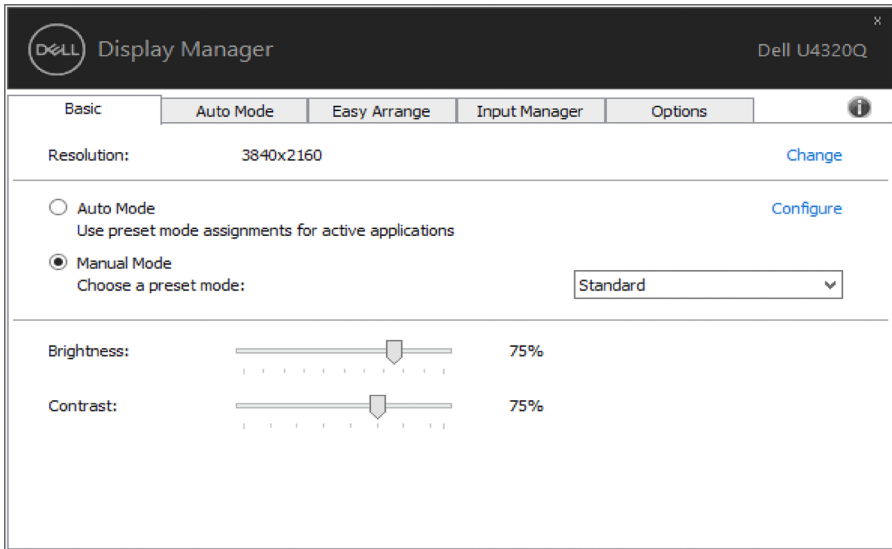 x
DELL Display Manager Dell U4320Q
Basic Auto Mode Easy Arrange Input Manager Options i
Resolution: 3840x2160 Change
Auto Mode Configure
Use preset mode assignments for active applications
Manual Mode
Choose a preset mode: Standard
Brightness: 75%
Contrast: 75%